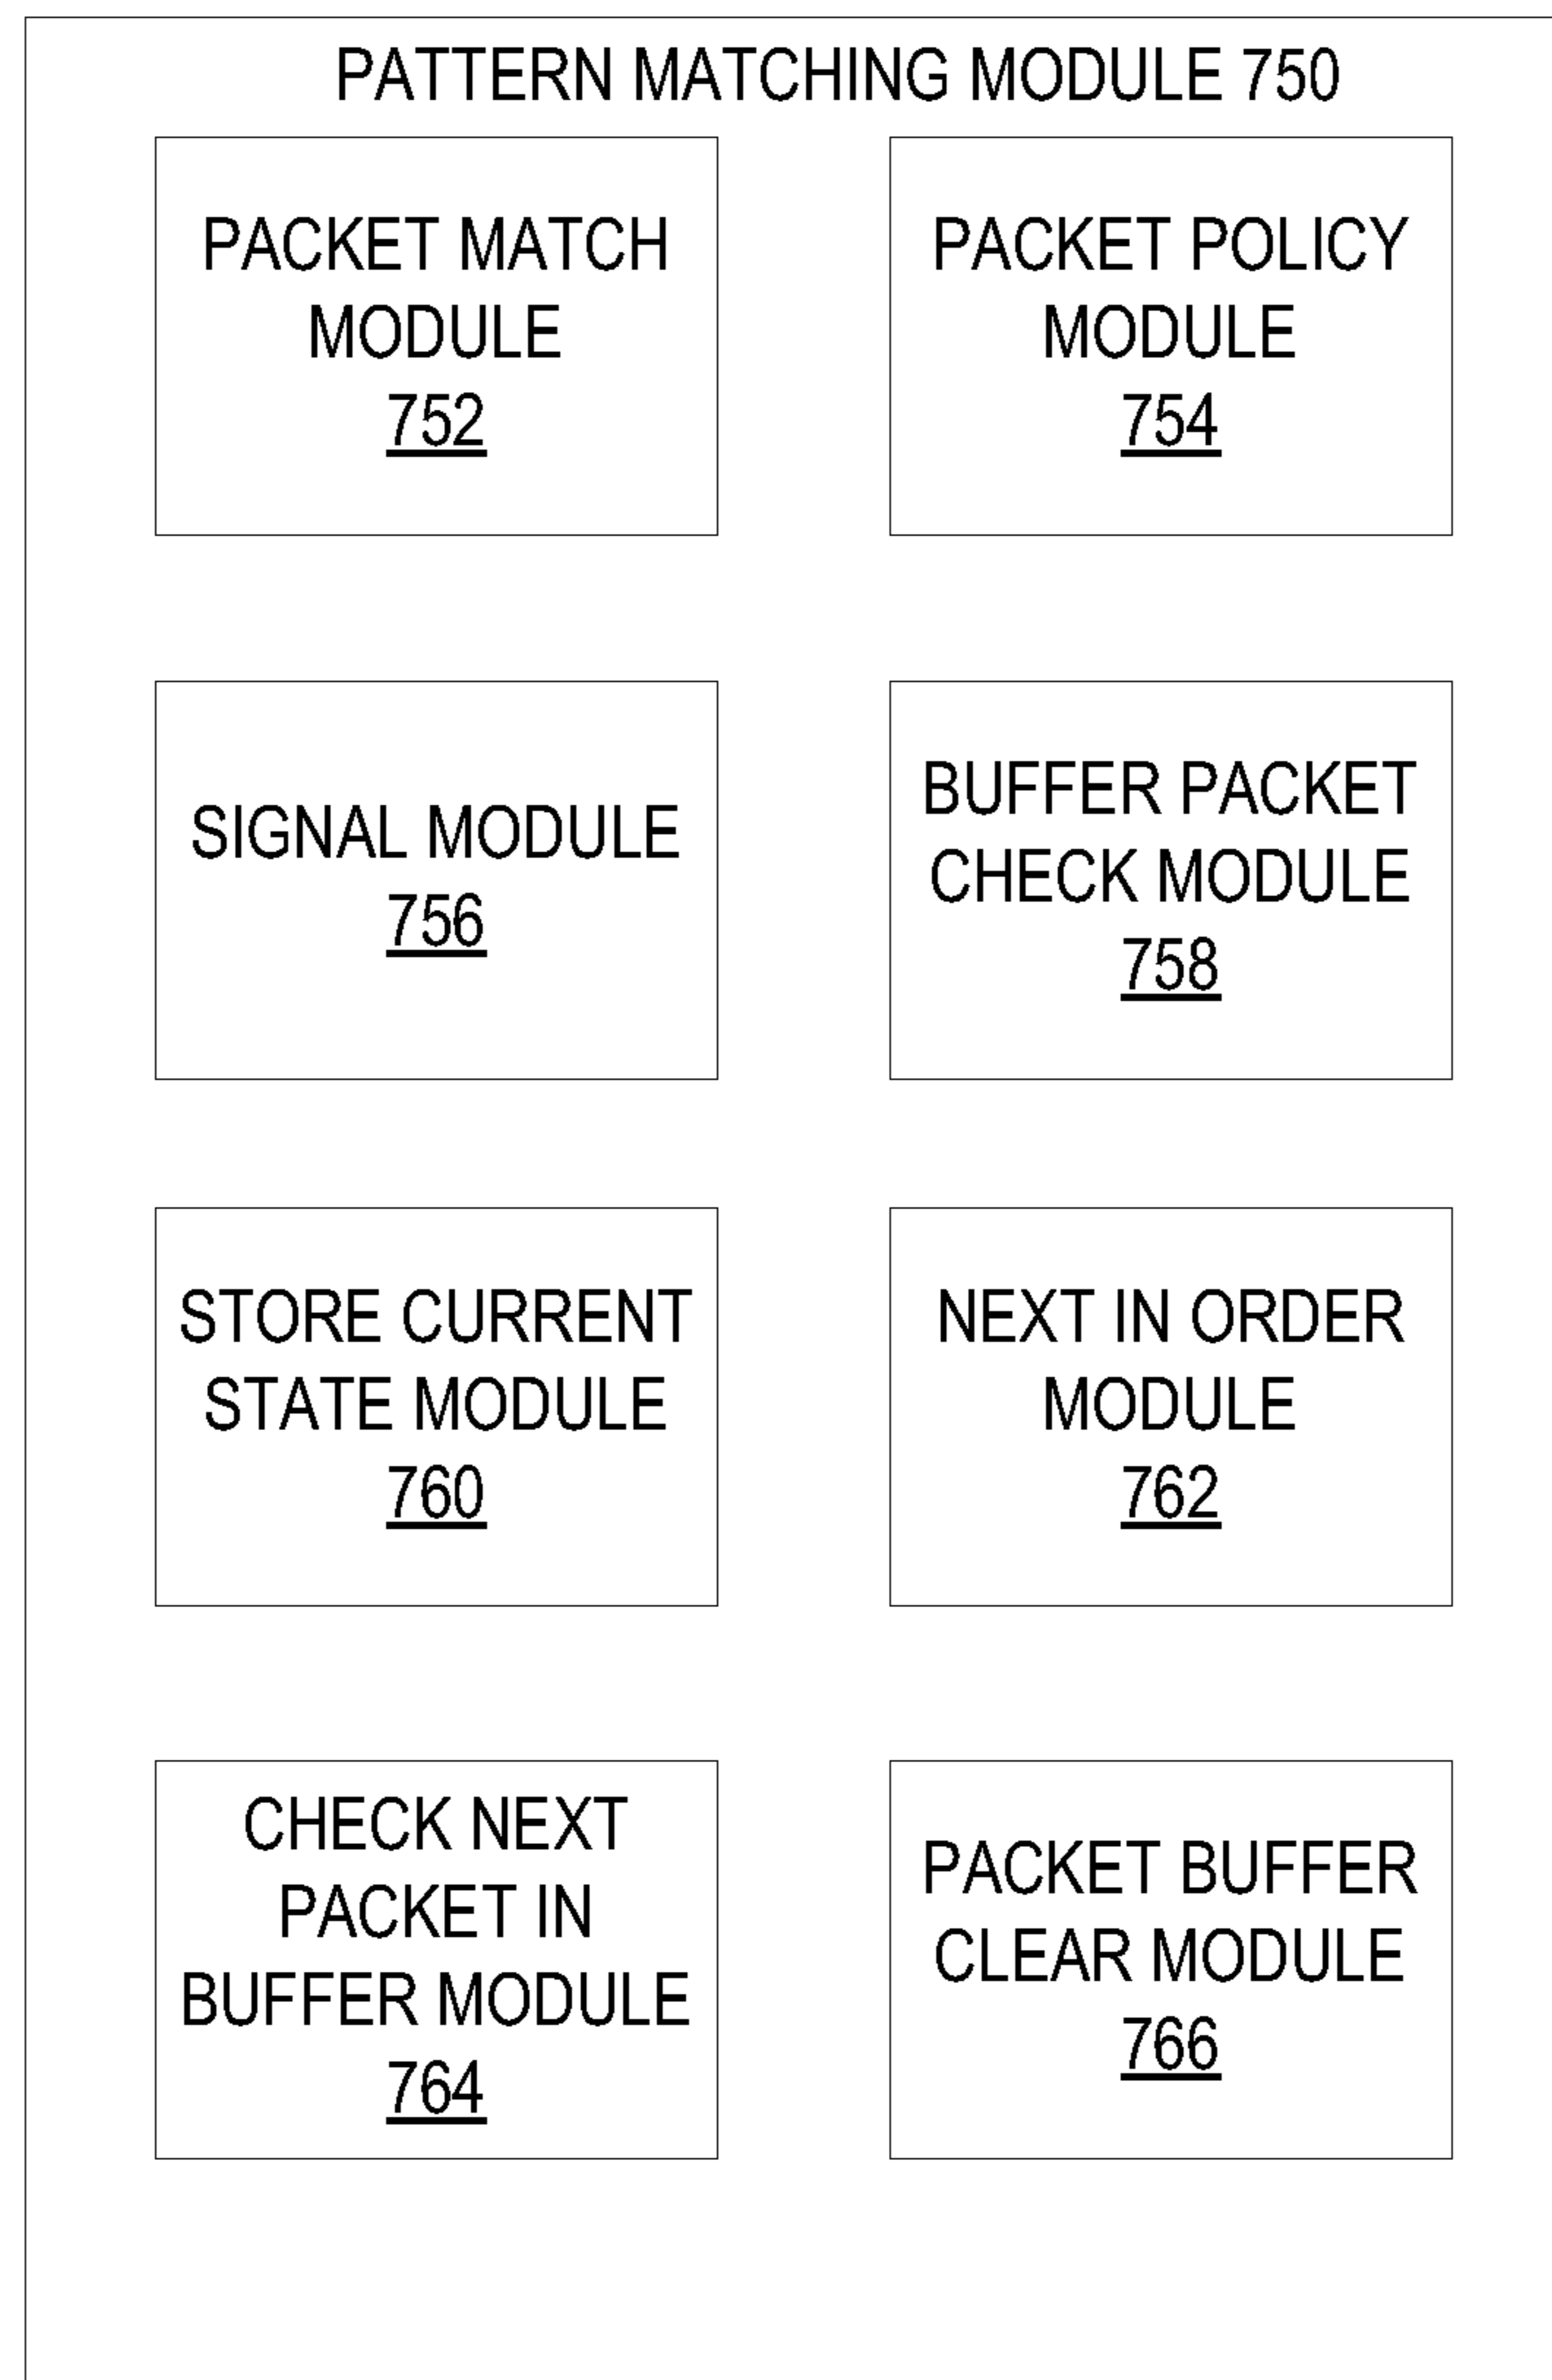 PATTERN MATCHING MODULE 750
PACKET MATCH
MODULE
752
PACKET POLICY
MODULE
754
SIGNAL MODULE
756
BUFFER PACKET
CHECK MODULE
758
STORE CURRENT
STATE MODULE
760
NEXT IN ORDER
MODULE
762
CHECK NEXT
PACKET IN
BUFFER MODULE
764
PACKET BUFFER
CLEAR MODULE
766